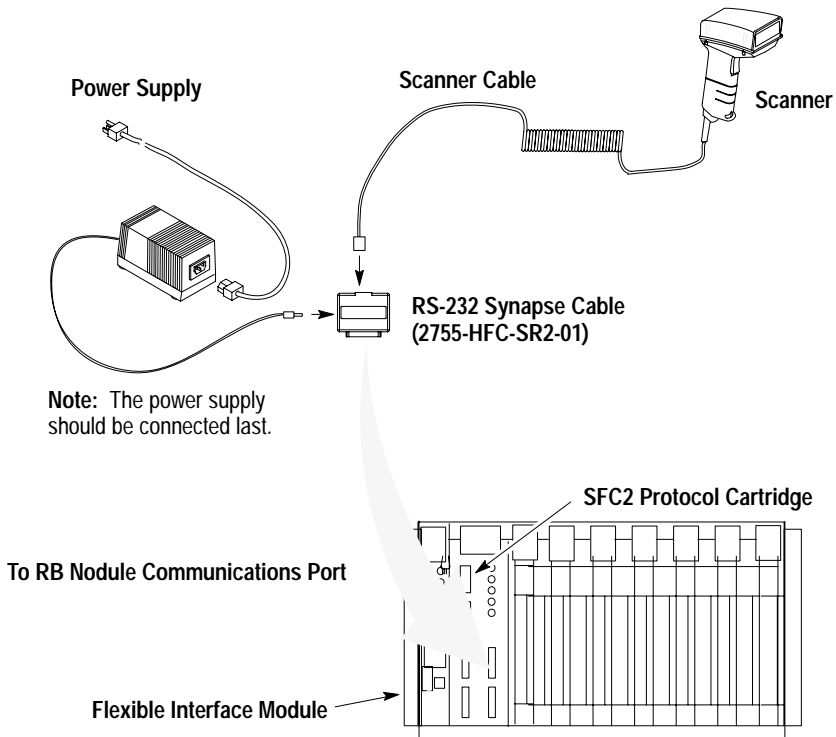 Power Supply
Scanner Cable
Scanner
RS-232 Synapse Cable
(2755-HFC-SR2-01)
Note: The power supply
should be connected last.
SFC2 Protocol Cartridge
To RB Nodule Communications Port
Flexible Interface Module